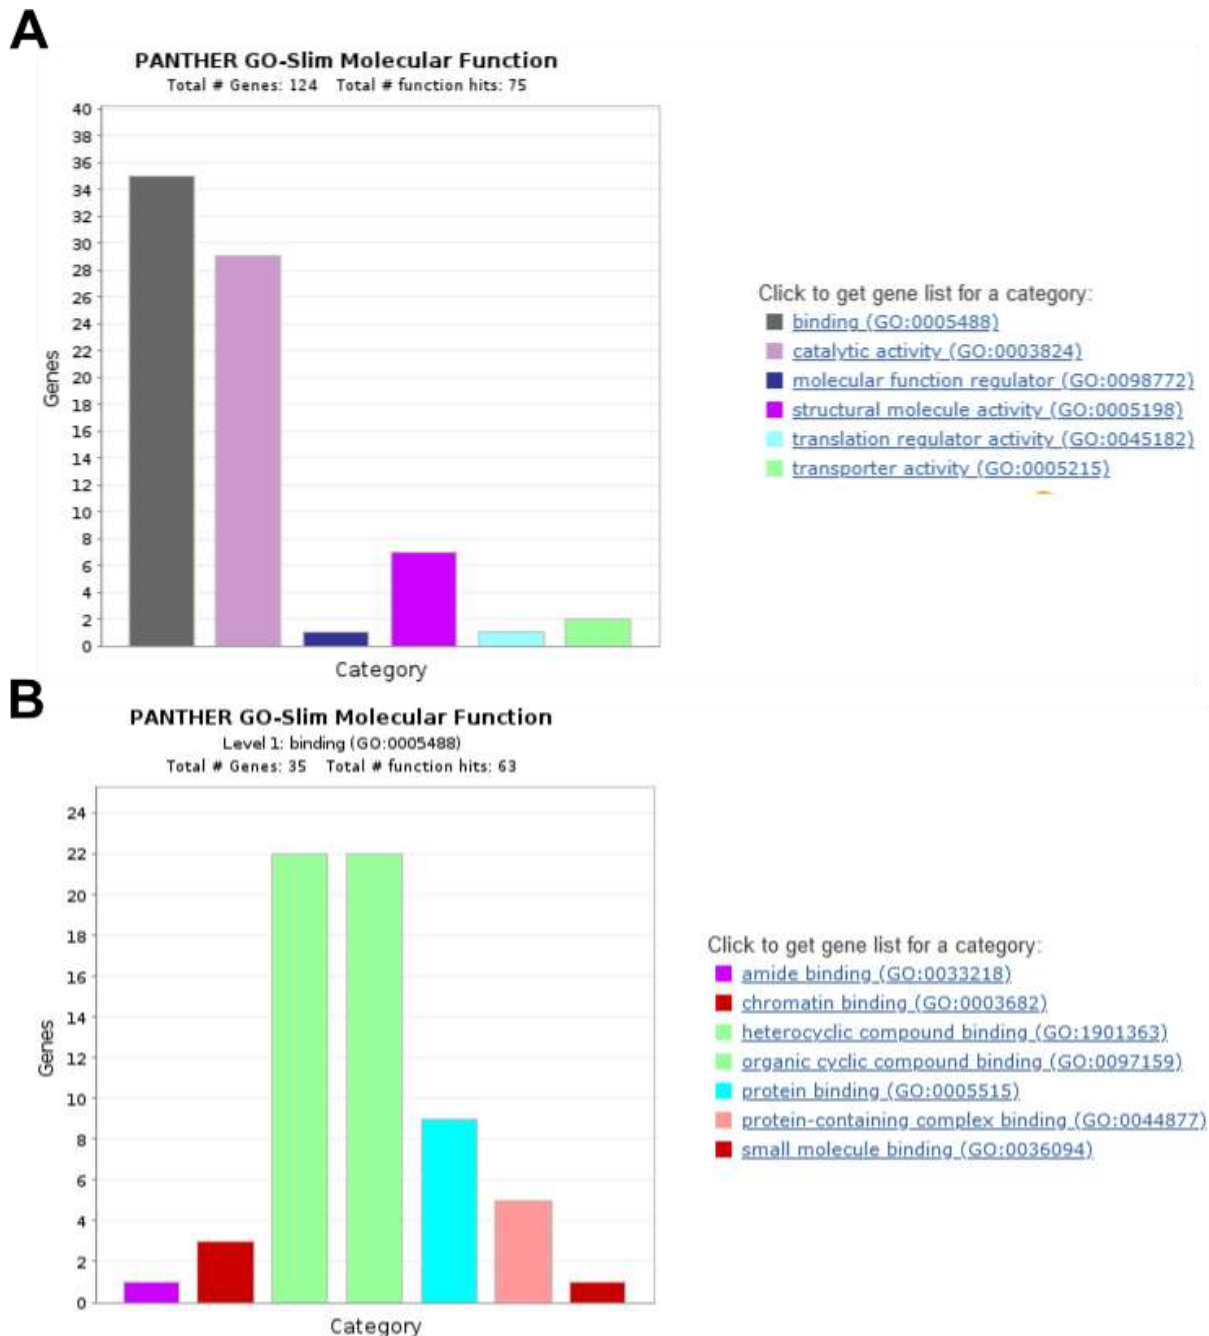 A
PANTHER GO-Slim Molecular Function
Total # Genes: 124 Total # function hits: 75
40
38
36
34
32
30
28
26
24
22
20
18
16
14
12
10
8
6
4
2
0
Genes
Category
Click to get gene list for a category:
binding (GO:0005488)
catalytic activity (GO:0003824)
molecular function regulator (GO:0098772)
structural molecule activity (GO:0005198)
translation regulator activity (GO:0045182)
transporter activity (GO:0005215)
B
PANTHER GO-Slim Molecular Function
Level 1: binding (GO:0005488)
Total # Genes: 35 Total # function hits: 63
24
22
20
18
16
14
12
10
8
6
4
2
0
Genes
Category
Click to get gene list for a category:
amide binding (GO:0033218)
chromatin binding (GO:0003682)
heterocyclic compound binding (GO:1901363)
organic cyclic compound binding (GO:0097159)
protein binding (GO:0005515)
protein-containing complex binding (GO:0044877)
small molecule binding (GO:0036094)